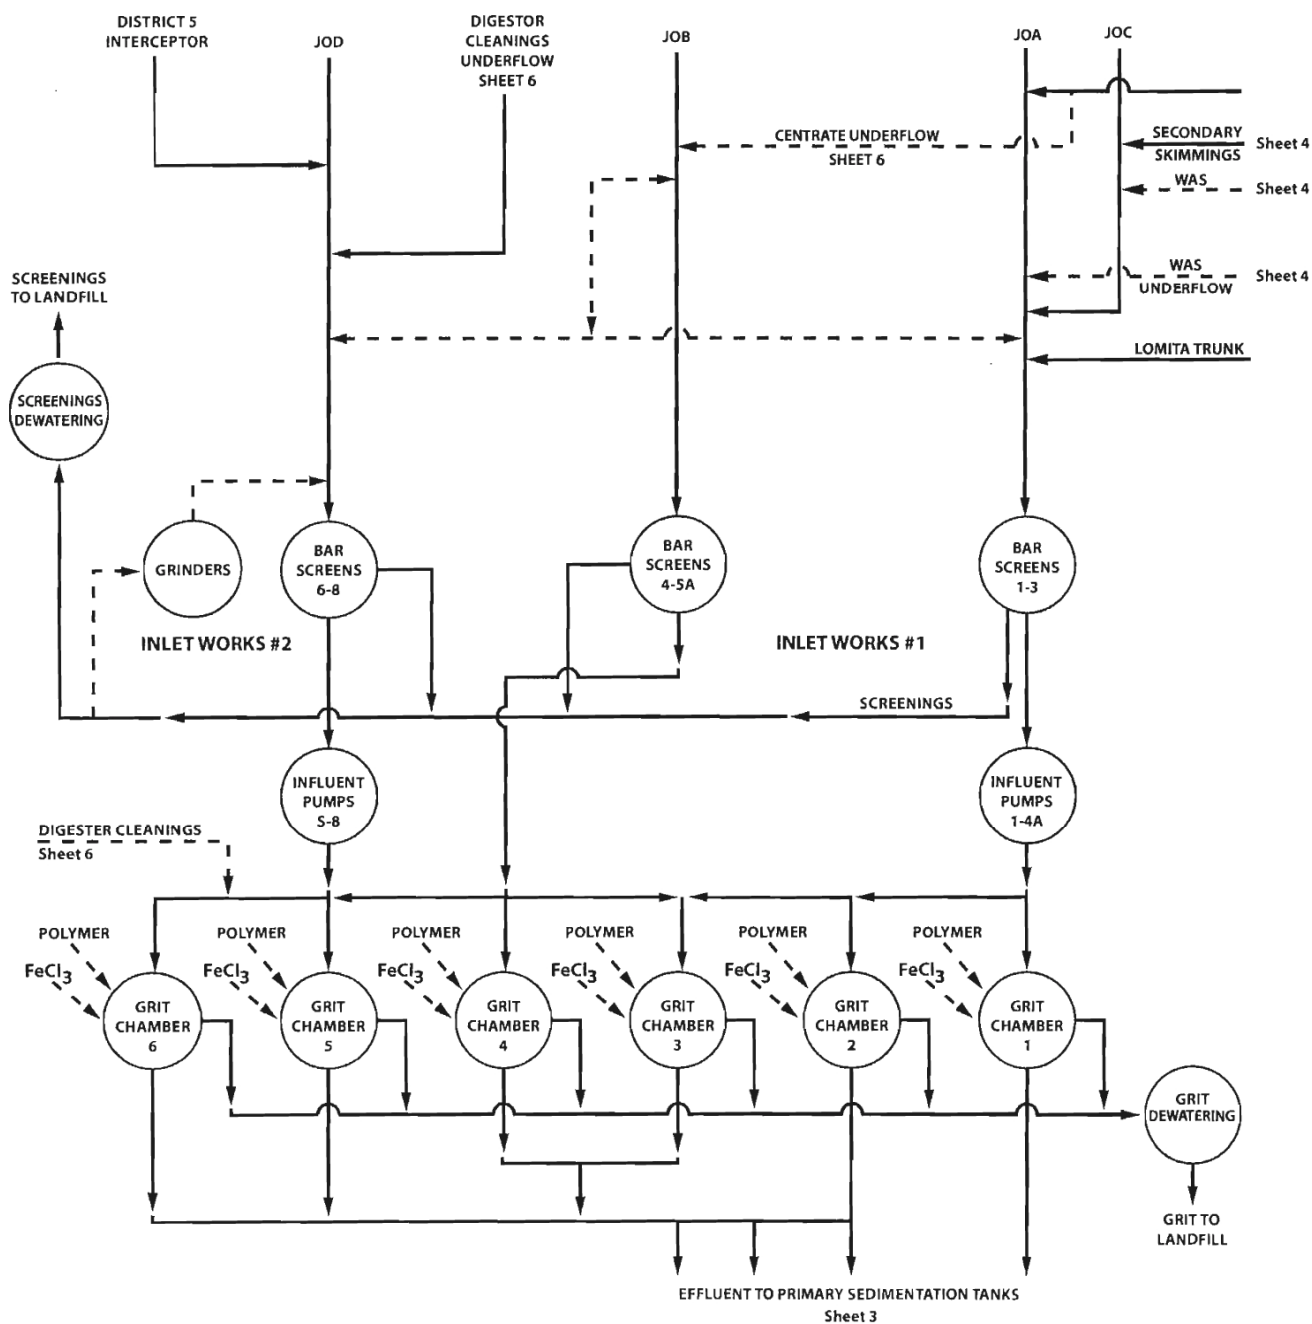 DISTRICT 5
INTERCEPTOR
JOD
DIGESTOR
CLEANINGS
UNDERFLOW
SHEET 6
JOB
JOA
JOC
CENTRATE UNDERFLOW
SHEET 6
SECONDARY
SKIMMINGS
Sheet 4
WAS
Sheet 4
WAS
UNDERFLOW
Sheet 4
LOMITA TRUNK
SCREENINGS
TO LANDFILL
SCREENINGS
DEWATERING
GRINDERS
BAR
SCREENS
6-8
BAR
SCREENS
4-5A
BAR
SCREENS
1-3
INLET WORKS #2
INLET WORKS #1
SCREENINGS
INFLUENT
PUMPS
S-8
INFLUENT
PUMPS
1-4A
DIGESTER CLEANINGS
Sheet 6
POLYMER
FeCl3
POLYMER
FeCl3
POLYMER
FeCl3
POLYMER
FeCl3
POLYMER
FeCl3
POLYMER
FeCl3
GRIT
CHAMBER
6
GRIT
CHAMBER
5
GRIT
CHAMBER
4
GRIT
CHAMBER
3
GRIT
CHAMBER
2
GRIT
CHAMBER
1
GRIT
DEWATERING
GRIT TO
LANDFILL
EFFLUENT TO PRIMARY SEDIMENTATION TANKS
Sheet 3